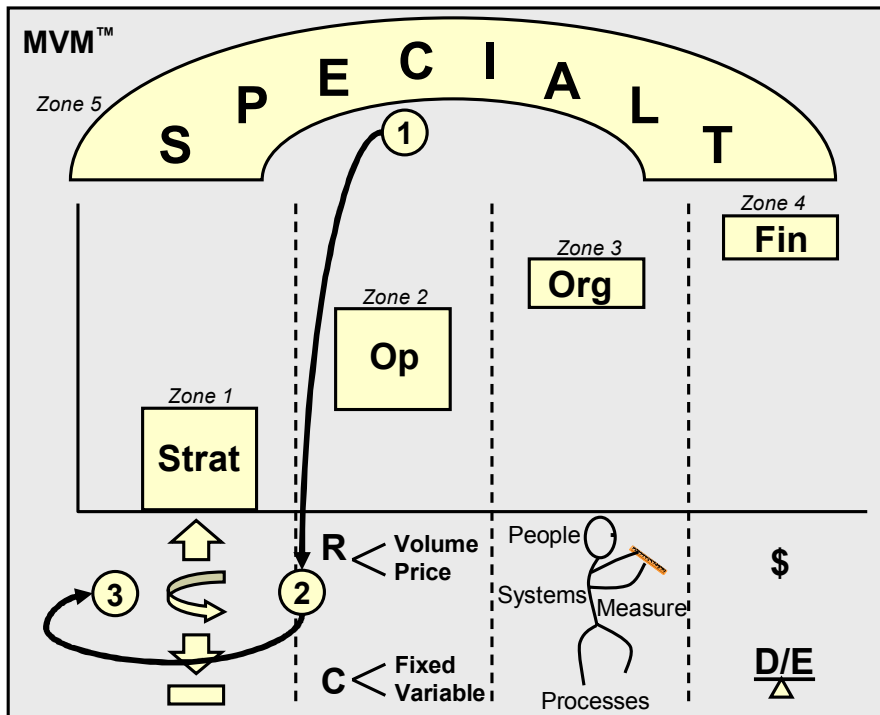 MVM™
Zone 5
SPECIALT
1
Zone 4
Fin
Zone 3
Org
Zone 2
Op
Zone 1
Strat
R
Volume
Price
People
$
3
2
Systems
Measure
C
Fixed
Variable
D/E
Processes